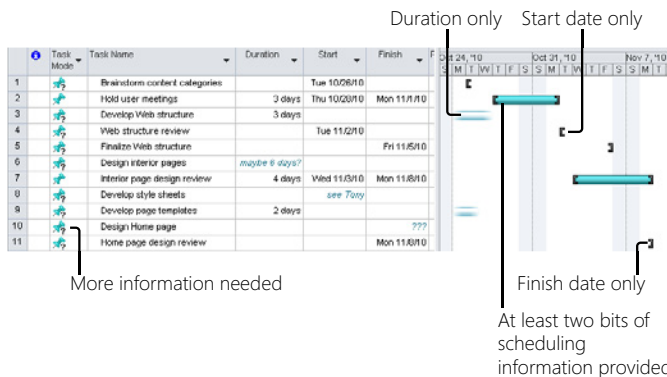 Duration only Start date only
Task Mode Task Name Duration Start Finish Oct 24, '10 Oct 31, '10 Nov 7, '10
S M T W T F S S M T W T F S S M T
1 Brainstorm content categories Tue 10/26/10
2 Hold user meetings 3 days Thu 10/28/10 Mon 11/1/10
3 Develop Web structure 3 days
4 Web structure review Tue 11/2/10
5 Finalize Web structure Fri 11/5/10
6 Design interior pages maybe 6 days?
7 Interior page design review 4 days Wed 11/3/10 Mon 11/8/10
8 Develop style sheets see Tony
9 Develop page templates 2 days
10 Design Home page ???
11 Home page design review Mon 11/8/10
More information needed
Finish date only
At least two bits of
scheduling
information provided